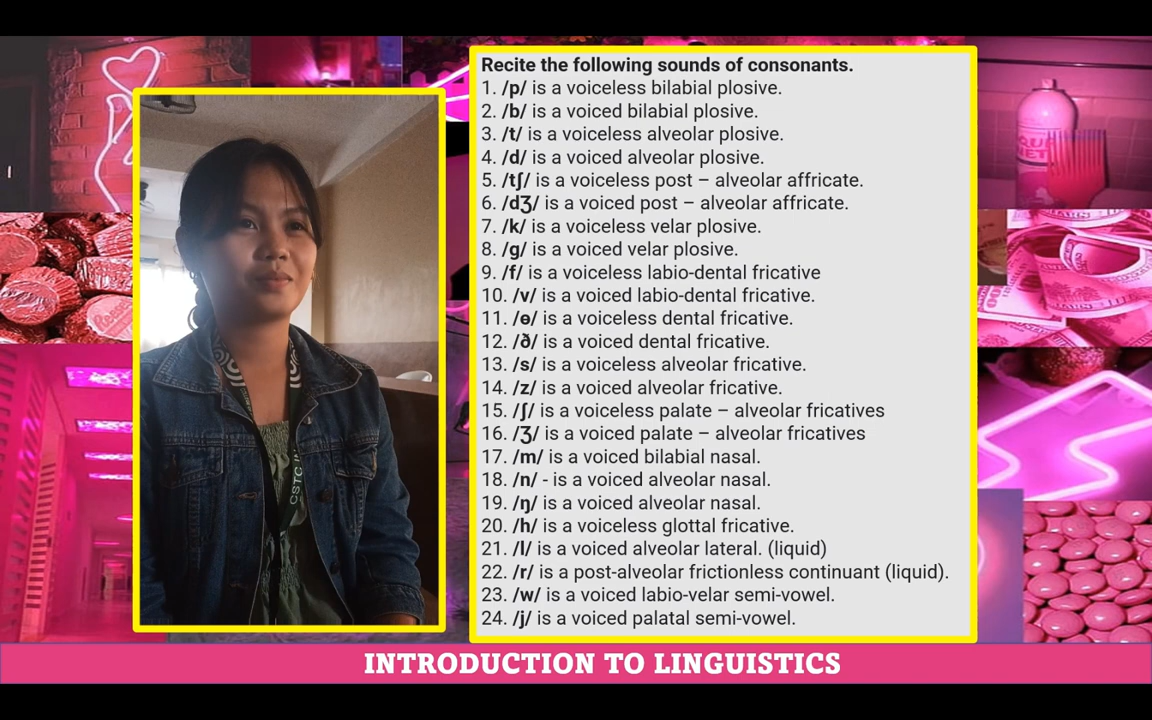 Recite the following sounds of consonants.
1. /p/ is a voiceless bilabial plosive.
2. /b/ is a voiced bilabial plosive.
3. /t/ is a voiceless alveolar plosive.
4. /d/ is a voiced alveolar plosive.
5. /tʃ/ is a voiceless post – alveolar affricate.
6. /dƷ/ is a voiced post – alveolar affricate.
7. /k/ is a voiceless velar plosive.
8. /g/ is a voiced velar plosive.
9. /f/ is a voiceless labio-dental fricative
10. /v/ is a voiced labio-dental fricative.
11. /ɵ/ is a voiceless dental fricative.
12. /ð/ is a voiced dental fricative.
13. /s/ is a voiceless alveolar fricative.
14. /z/ is a voiced alveolar fricative.
15. /ʃ/ is a voiceless palate – alveolar fricatives
16. /Ʒ/ is a voiced palate – alveolar fricatives
17. /m/ is a voiced bilabial nasal.
18. /n/ - is a voiced alveolar nasal.
19. /ŋ/ is a voiced alveolar nasal.
20. /h/ is a voiceless glottal fricative.
21. /l/ is a voiced alveolar lateral. (liquid)
22. /r/ is a post-alveolar frictionless continuant (liquid).
23. /w/ is a voiced labio-velar semi-vowel.
24. /j/ is a voiced palatal semi-vowel.
CSTC
INTRODUCTION TO LINGUISTICS